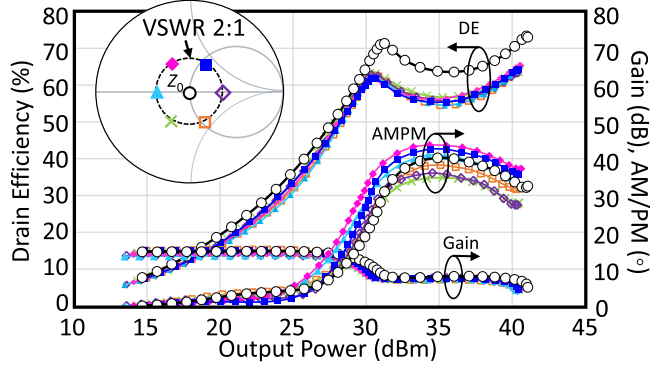 VSWR 2:1
Z0
DE
AMPM
Gain
Drain Efficiency (%)
80
70
60
50
40
30
20
10
0
Gain (dB), AM/PM (°)
80
70
60
50
40
30
20
10
0
10 15 20 25 30 35 40 45
Output Power (dBm)